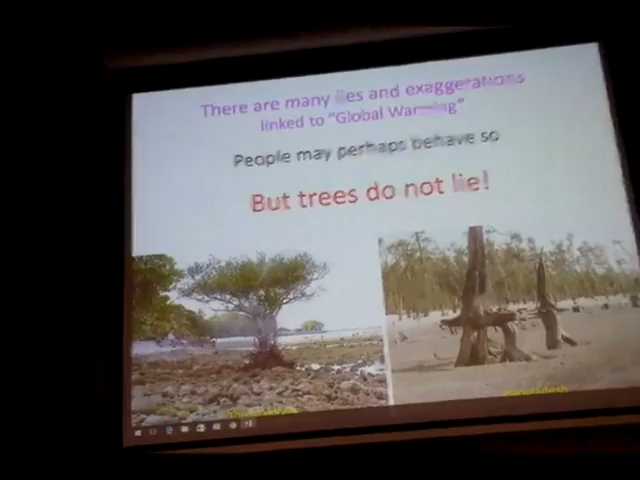 There are many lies and exaggerations
linked to "Global Warming"
People may perhaps behave so
But trees do not lie!
Bangladesh